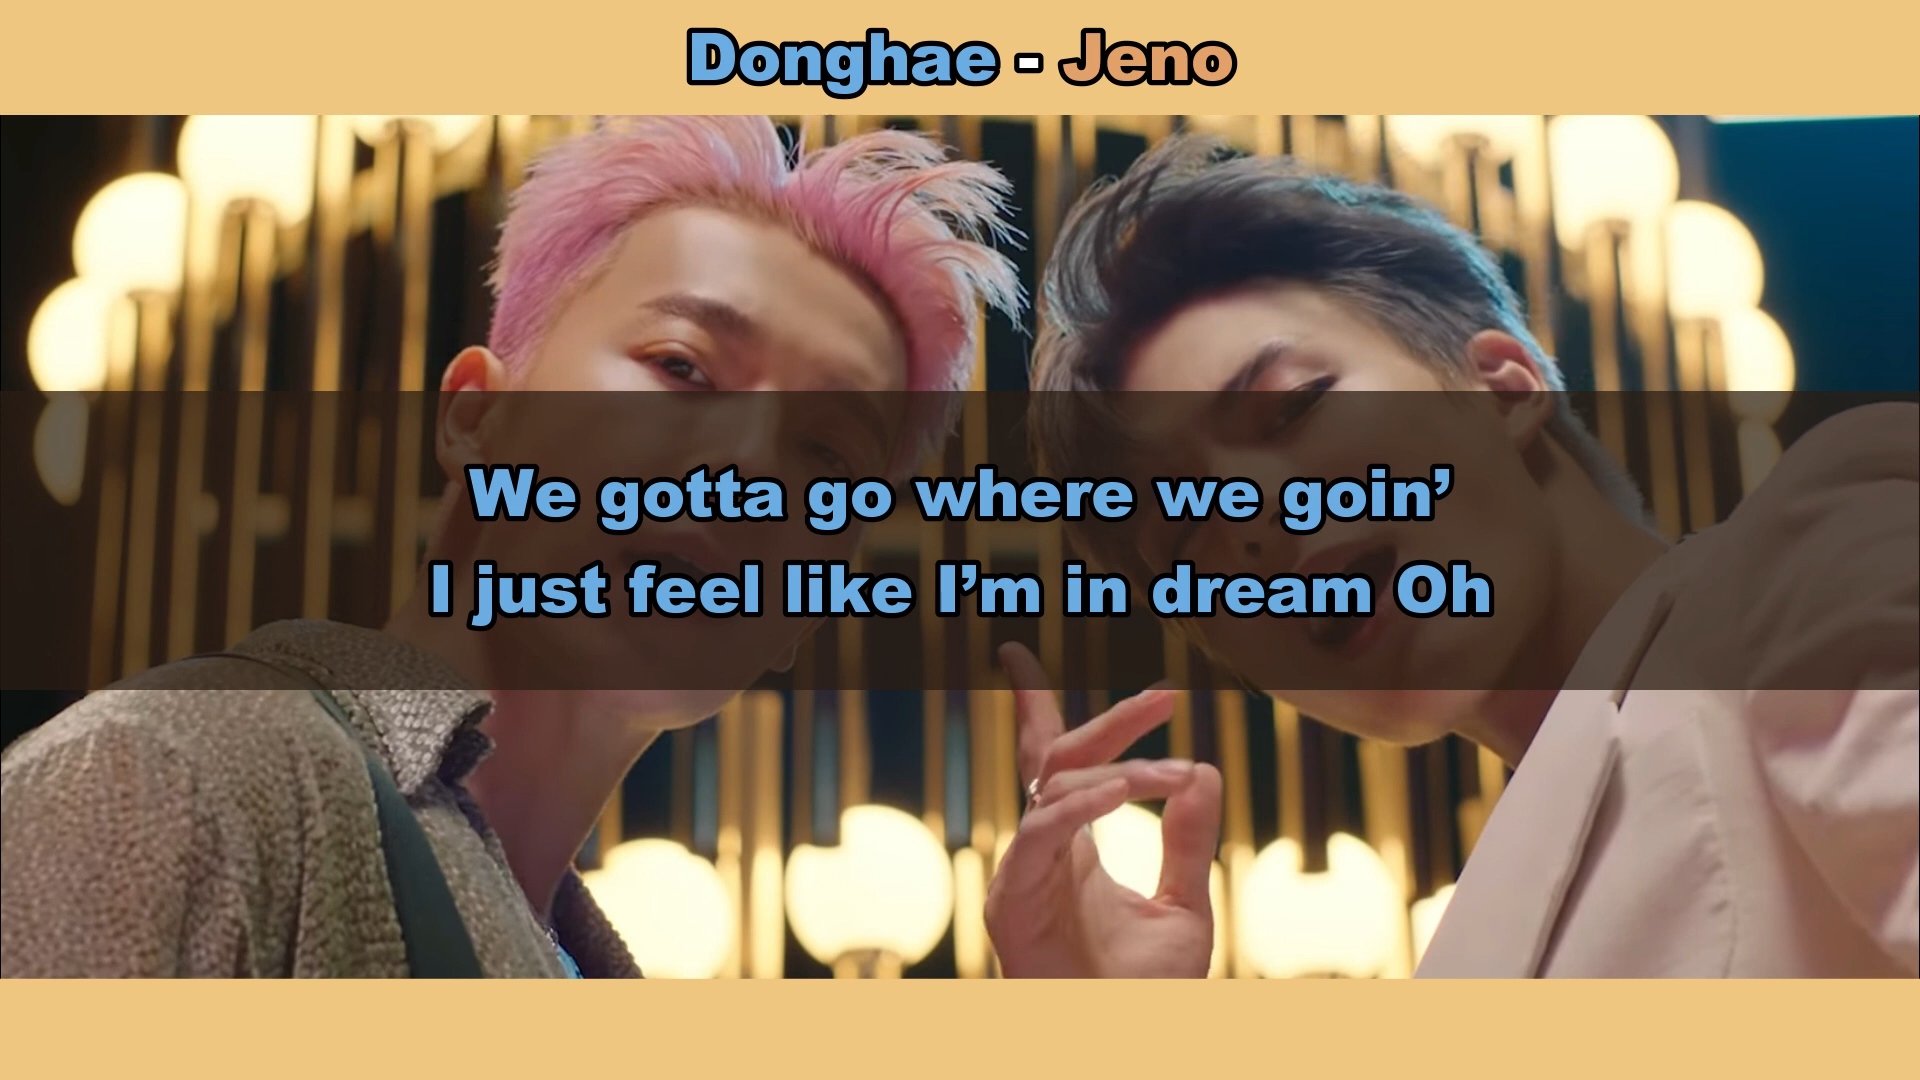 Donghae - Jeno
We gotta go where we goin’
I just feel like I’m in dream Oh